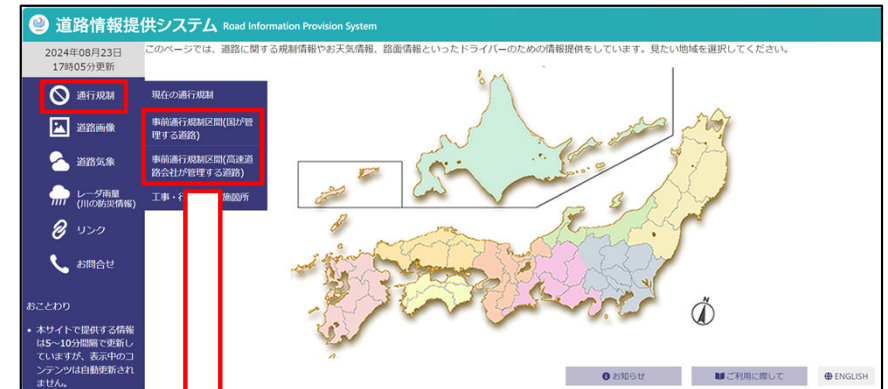 道路情報提供システム Road Information Provision System
2024年08月23日
17時05分更新
このページでは、道路に関する規制情報やお天気情報、路面情報といったドライバーのための情報提供をしています。見たい地域を選択してください。
通行規制
現在の通行規制
道路画像
事前通行規制区間(国が管
理する道路)
道路気象
事前通行規制区間(高速道
路会社が管理する道路)
レーダ雨量
(川の防災情報)
工事・
施箇所
リンク
お問合せ
おことわり
• 本サイトで提供する情報
は5～10分間隔で更新し
ていますが、表示中のコ
ンテンツは自動更新され
ません。
N
お知らせ
ご利用に際して
ENGLISH